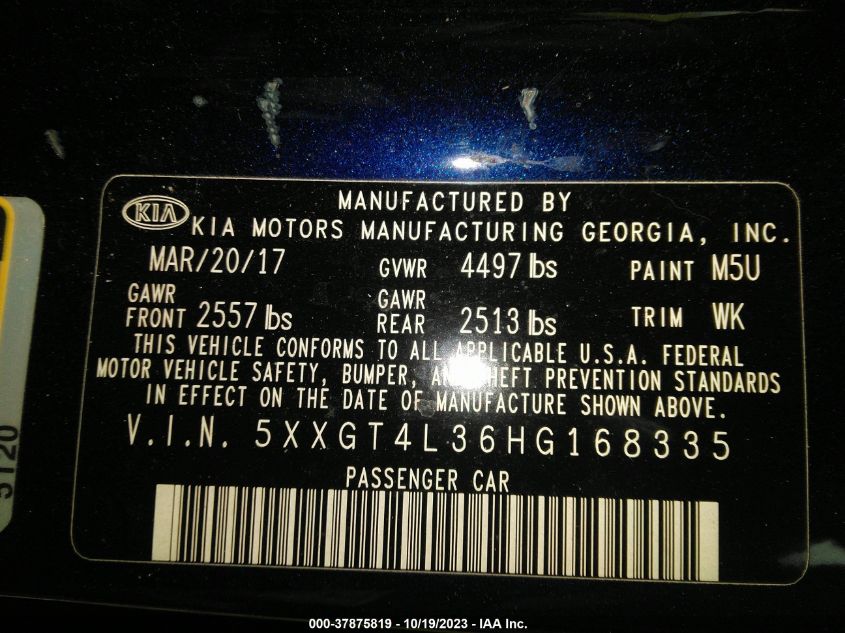 MANUFACTURED BY
KIA KIA MOTORS MANUFACTURING GEORGIA, INC.
MAR/20/17 GVWR 4497 lbs PAINT M5U
GAWR FRONT 2557 lbs GAWR REAR 2513 lbs TRIM WK
THIS VEHICLE CONFORMS TO ALL APPLICABLE U.S.A. FEDERAL
MOTOR VEHICLE SAFETY, BUMPER, AND THEFT PREVENTION STANDARDS
IN EFFECT ON THE DATE OF MANUFACTURE SHOWN ABOVE.
V.I.N. 5XXGT4L36HG168335
PASSENGER CAR
000-37875819 - 10/19/2023 - IAA Inc.